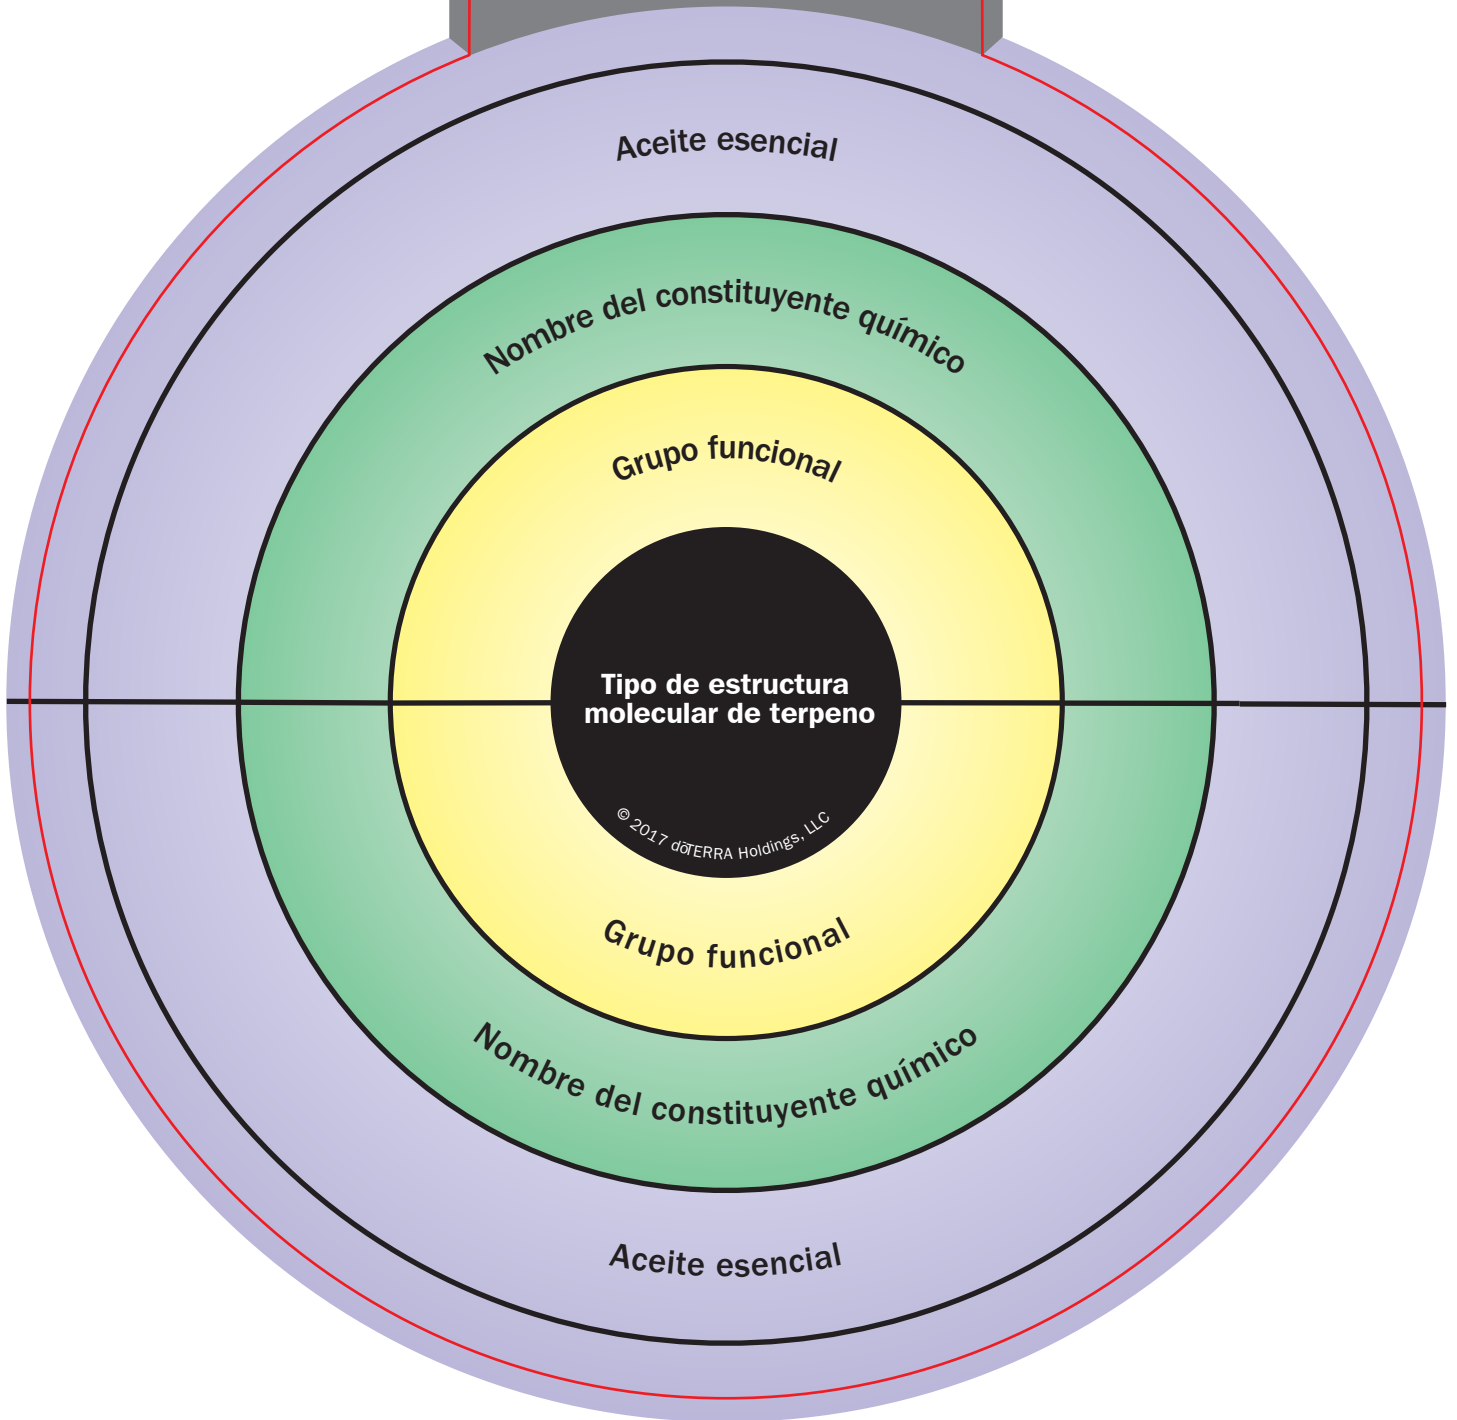 Aceite esencial
Nombre del constituyente químico
Grupo funcional
Tipo de estructura
molecular de terpeno
© 2017 dōTERRA Holdings, LLC
Grupo funcional
Nombre del constituyente químico
Aceite esencial